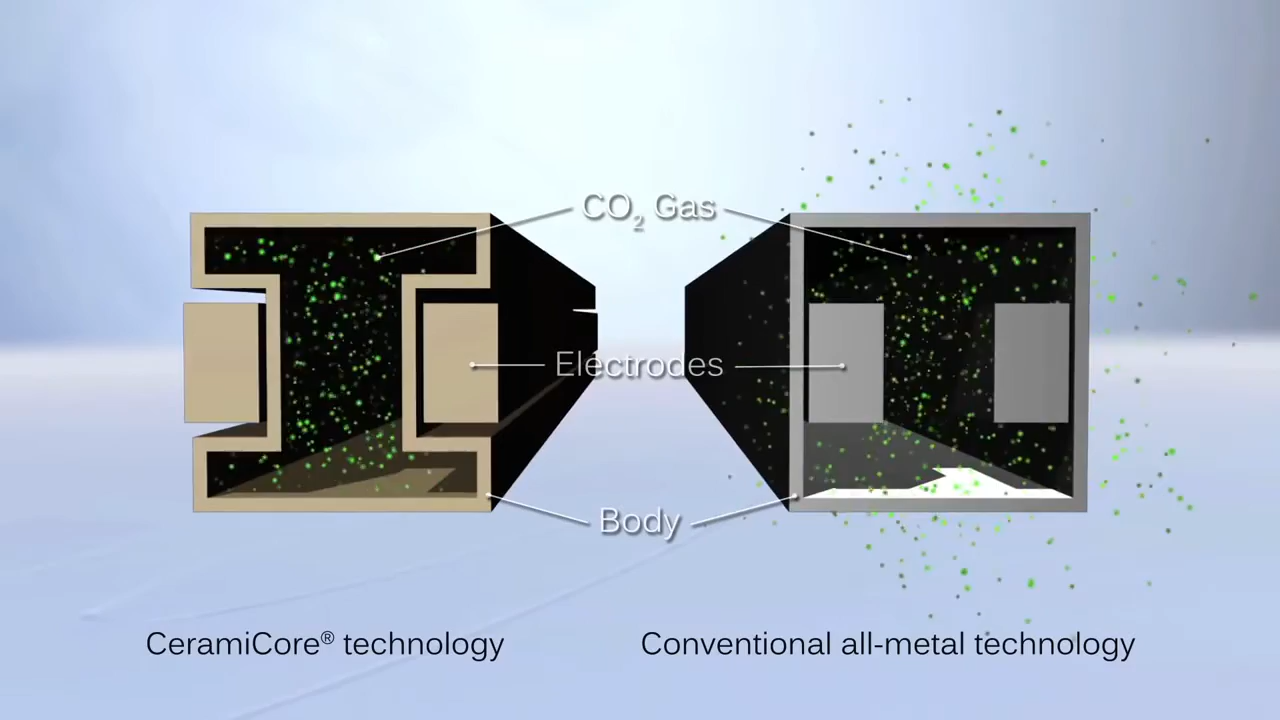 CO₂ Gas
Electrodes
Body
CeramiCore® technology
Conventional all-metal technology